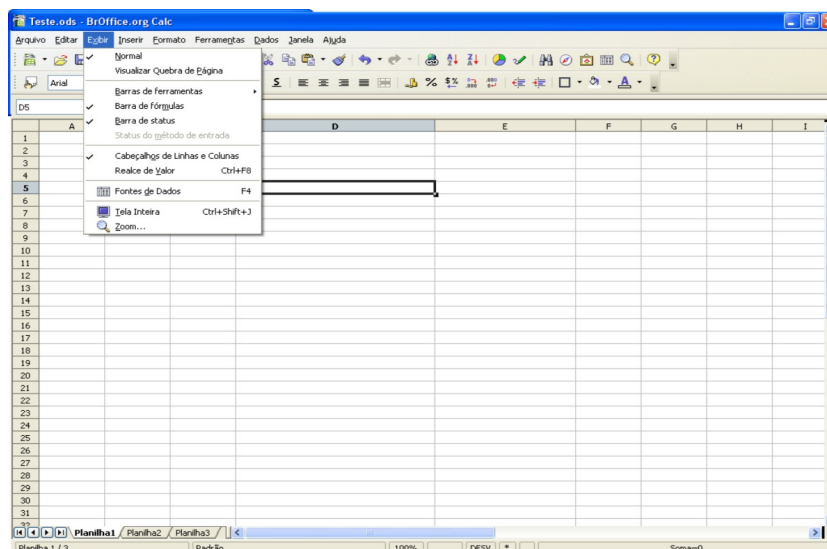 Teste.ods - BrOffice.org Calc
Arquivo Editar Exibir Inserir Formato Ferramentas Dados Janela Ajuda
Normal
Visualizar Quebra de Página
Barras de ferramentas
Barra de fórmulas
Barra de status
Status do método de entrada
Cabeçalhos de Linhas e Colunas
Realce de Valor Ctrl+F8
Fontes de Dados F4
Tela Inteira Ctrl+Shift+J
Zoom...
Arial
D5
A D E F G H I
1
2
3
4
5
6
7
8
9
10
11
12
13
14
15
16
17
18
19
20
21
22
23
24
25
26
27
28
29
30
31
32
Planilha1 Planilha2 Planilha3
Planilha 1 / 3 Padrão 100% DESV * Soma=0